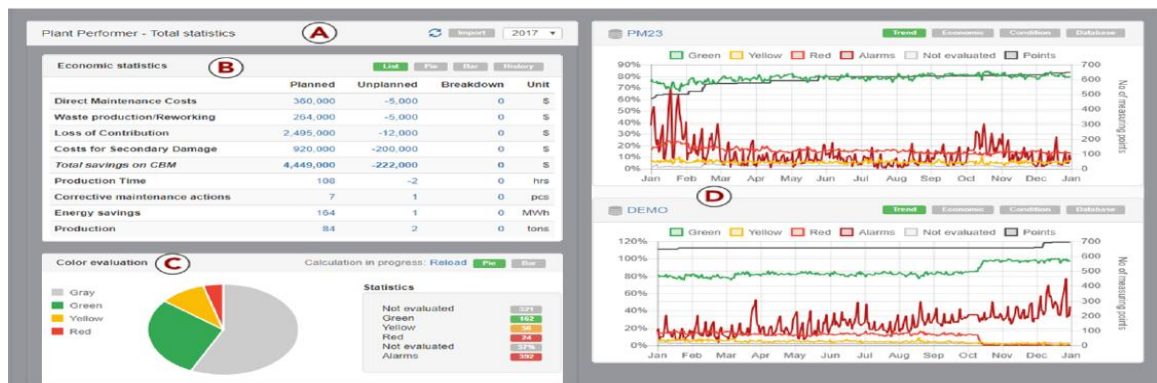 Plant Performer - Total statistics
A
Import
2017
Economic statistics
B
List Pie Bar History
Planned Unplanned Breakdown Unit
Direct Maintenance Costs 360,000 -5,000 0 $
Waste production/Reworking 264,000 -5,000 0 $
Loss of Contribution 2,495,000 -12,000 0 $
Costs for Secondary Damage 920,000 -200,000 0 $
Total savings on CBM 4,449,000 -222,000 0 $
Production Time 198 -2 0 hrs
Corrective maintenance actions 7 1 0 pcs
Energy savings 164 1 0 MWh
Production 84 2 0 tons
Color evaluation
C
Calculation in progress: Reload Pie Bar
Gray
Green
Yellow
Red
Statistics
Not evaluated 321
Green 162
Yellow
Red 24
Not evaluated 57%
Alarms 392
PM23
Trend Economic Condition Database
Green Yellow Red Alarms Not evaluated Points
90%
80%
70%
60%
50%
40%
30%
20%
10%
0%
700
600
500
400
300
200
100
0
No of measuring points
Jan Feb Mar Apr May Jun Jul Aug Sep Oct Nov Dec Jan
D
DEMO
Trend Economic Condition Database
Green Yellow Red Alarms Not evaluated Points
120%
100%
80%
60%
40%
20%
0%
700
600
500
400
300
200
100
0
No of measuring points
Jan Feb Mar Apr May Jun Jul Aug Sep Oct Nov Dec Jan